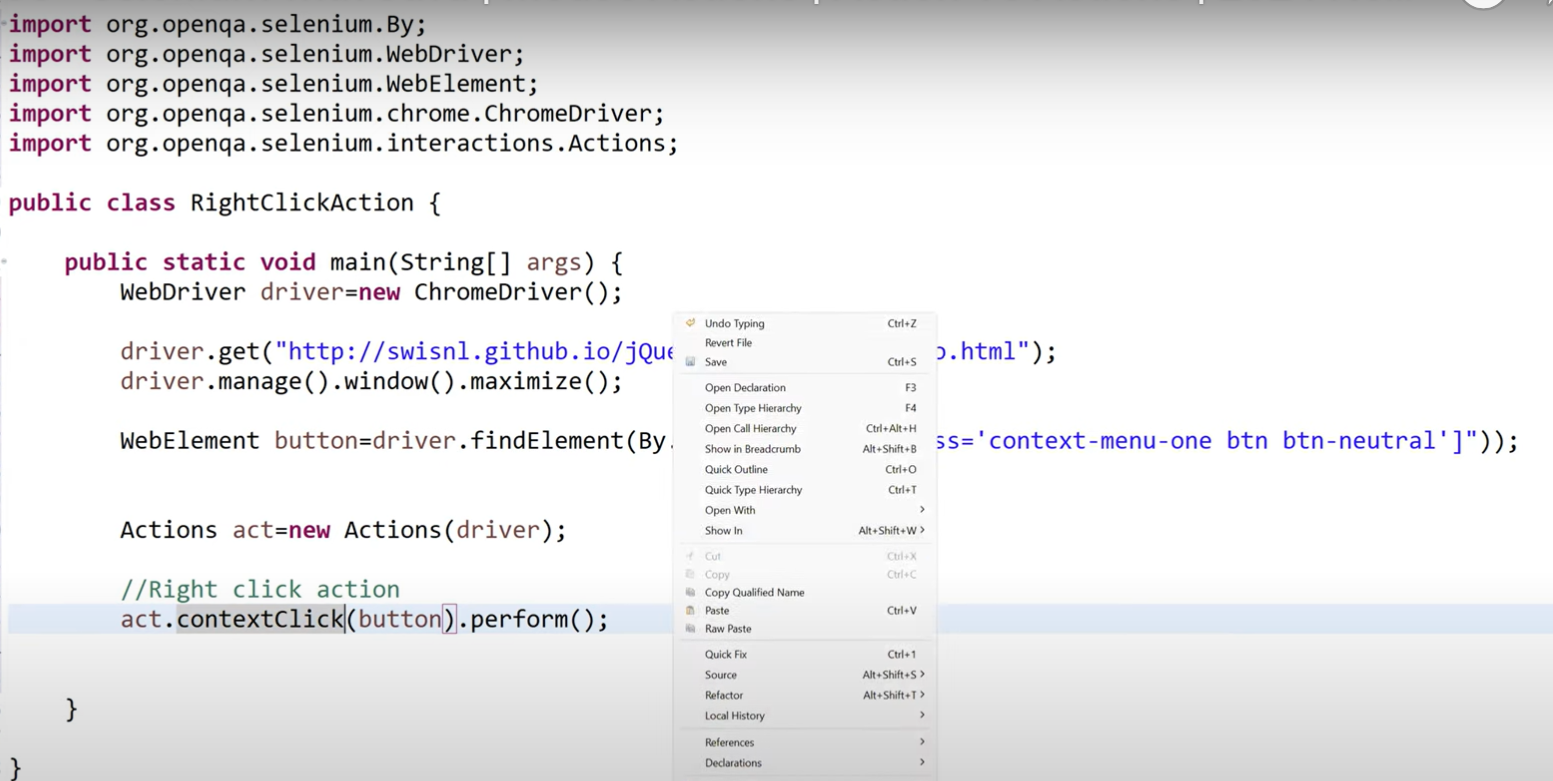 import org.openqa.selenium.By;
import org.openqa.selenium.WebDriver;
import org.openqa.selenium.WebElement;
import org.openqa.selenium.chrome.ChromeDriver;
import org.openqa.selenium.interactions.Actions;
public class RightClickAction {
public static void main(String[] args) {
WebDriver driver=new ChromeDriver();
driver.get("http://swisnl.github.io/jQue o.html");
driver.manage().window().maximize();
WebElement button=driver.findElement(By. ss='context-menu-one btn btn-neutral']"));
Actions act=new Actions(driver);
//Right click action
act.contextClick(button).perform();
}
}
Undo Typing Ctrl+Z
Revert File
Save Ctrl+S
Open Declaration F3
Open Type Hierarchy F4
Open Call Hierarchy Ctrl+Alt+H
Show in Breadcrumb Alt+Shift+B
Quick Outline Ctrl+O
Quick Type Hierarchy Ctrl+T
Open With >
Show In Alt+Shift+W >
Cut Ctrl+X
Copy Ctrl+C
Copy Qualified Name
Paste Ctrl+V
Raw Paste
Quick Fix Ctrl+1
Source Alt+Shift+S >
Refactor Alt+Shift+T >
Local History >
References >
Declarations >